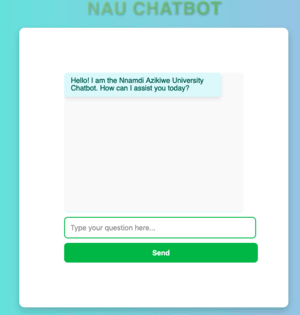 NAU CHATBOT
Hello! I am the Nnamdi Azikiwe University
Chatbot. How can I assist you today?
Type your question here...
Send